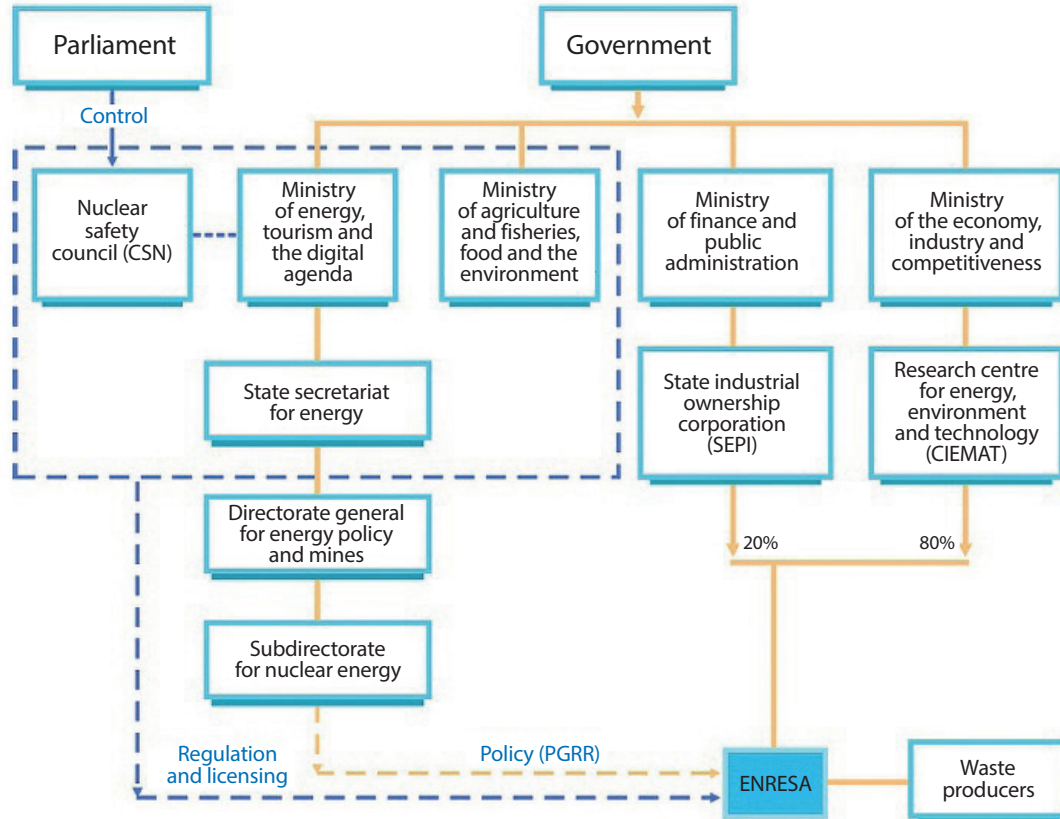 Parliament
Government
Control
Nuclear
safety
council (CSN)
Ministry
of energy,
tourism and
the digital
agenda
Ministry
of agriculture
and fisheries,
food and the
environment
Ministry
of finance and
public
administration
Ministry
of the economy,
industry and
competitiveness
State secretariat
for energy
State industrial
ownership
corporation
(SEPI)
Research centre
for energy,
environment
and technology
(CIEMAT)
Directorate general
for energy policy
and mines
20%
80%
Subdirectorate
for nuclear energy
Regulation
and licensing
Policy (PGRR)
ENRESA
Waste
producers